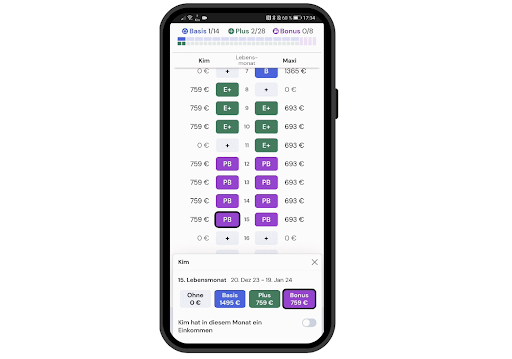 17:34
Basis 1/14 Plus 2/28 Bonus 0/8
Kim Lebens- Maxi
monat
0 € + 7 B 1365 €
759 € E+ 8 + 0 €
759 € E+ 9 E+ 693 €
759 € E+ 10 E+ 693 €
0 € + 11 E+ 693 €
759 € PB 12 PB 693 €
759 € PB 13 PB 693 €
759 € PB 14 PB 693 €
759 € PB 15 PB 693 €
0 € + 16 + 0 €
Kim
15. Lebensmonat 20. Dez 23 – 19. Jan 24
Ohne Basis Plus Bonus
0 € 1495 € 759 € 759 €
Kim hat in diesem Monat ein
Einkommen